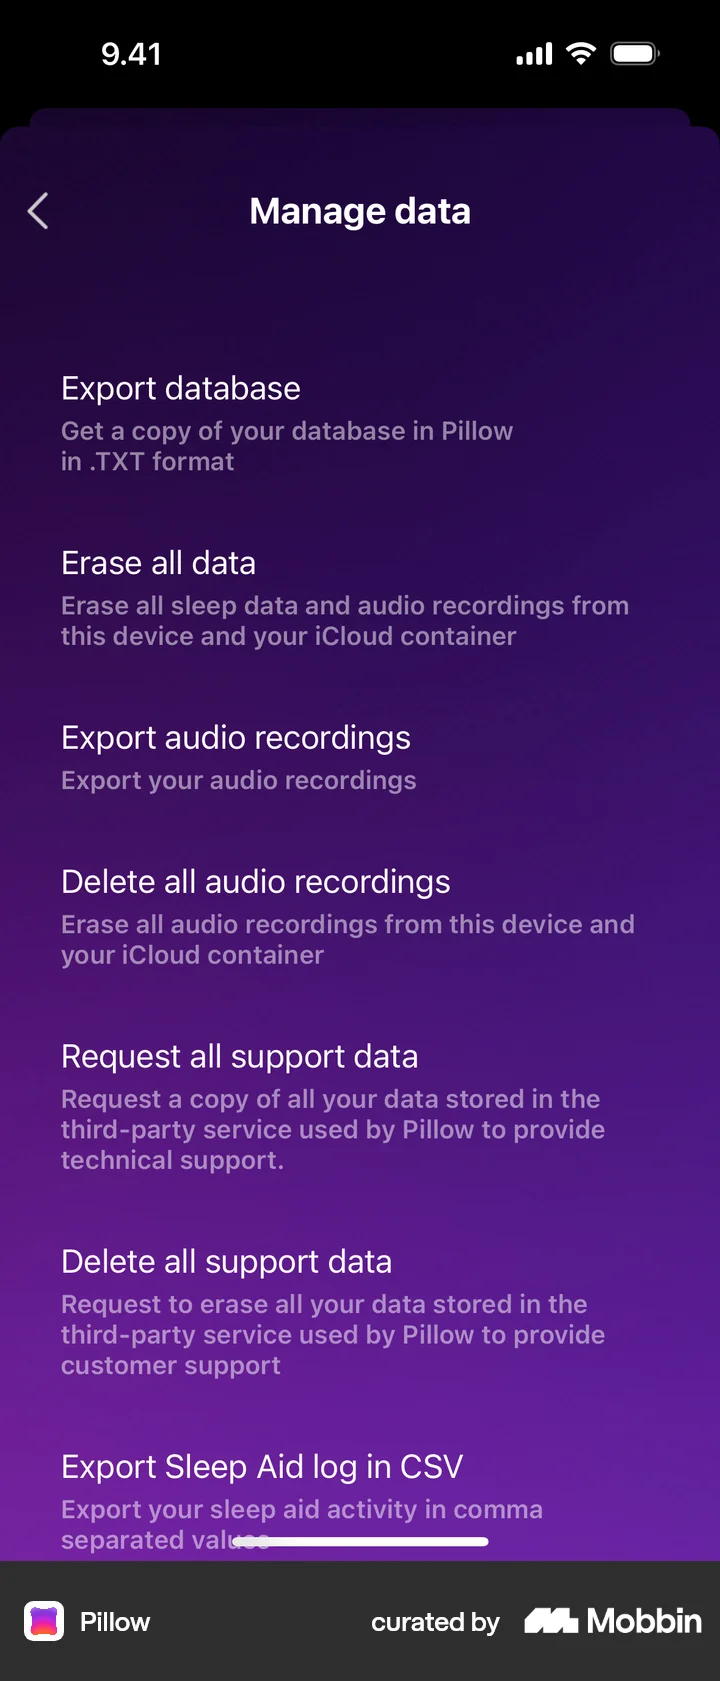 9.41
Manage data
Export database
Get a copy of your database in Pillow
in .TXT format
Erase all data
Erase all sleep data and audio recordings from
this device and your iCloud container
Export audio recordings
Export your audio recordings
Delete all audio recordings
Erase all audio recordings from this device and
your iCloud container
Request all support data
Request a copy of all your data stored in the
third-party service used by Pillow to provide
technical support.
Delete all support data
Request to erase all your data stored in the
third-party service used by Pillow to provide
customer support
Export Sleep Aid log in CSV
Export your sleep aid activity in comma
separated values
Pillow
curated by Mobbin